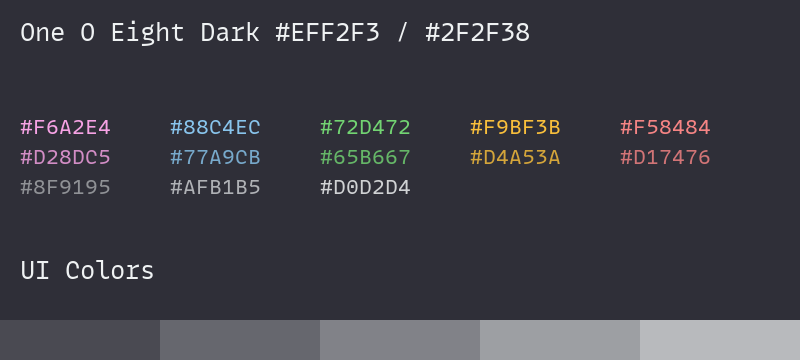 One O Eight Dark #EFF2F3 / #2F2F38
#F6A2E4 #88C4EC #72D472 #F9BF3B #F58484
#D28DC5 #77A9CB #65B667 #D4A53A #D17476
#8F9195 #AFB1B5 #D0D2D4
UI Colors